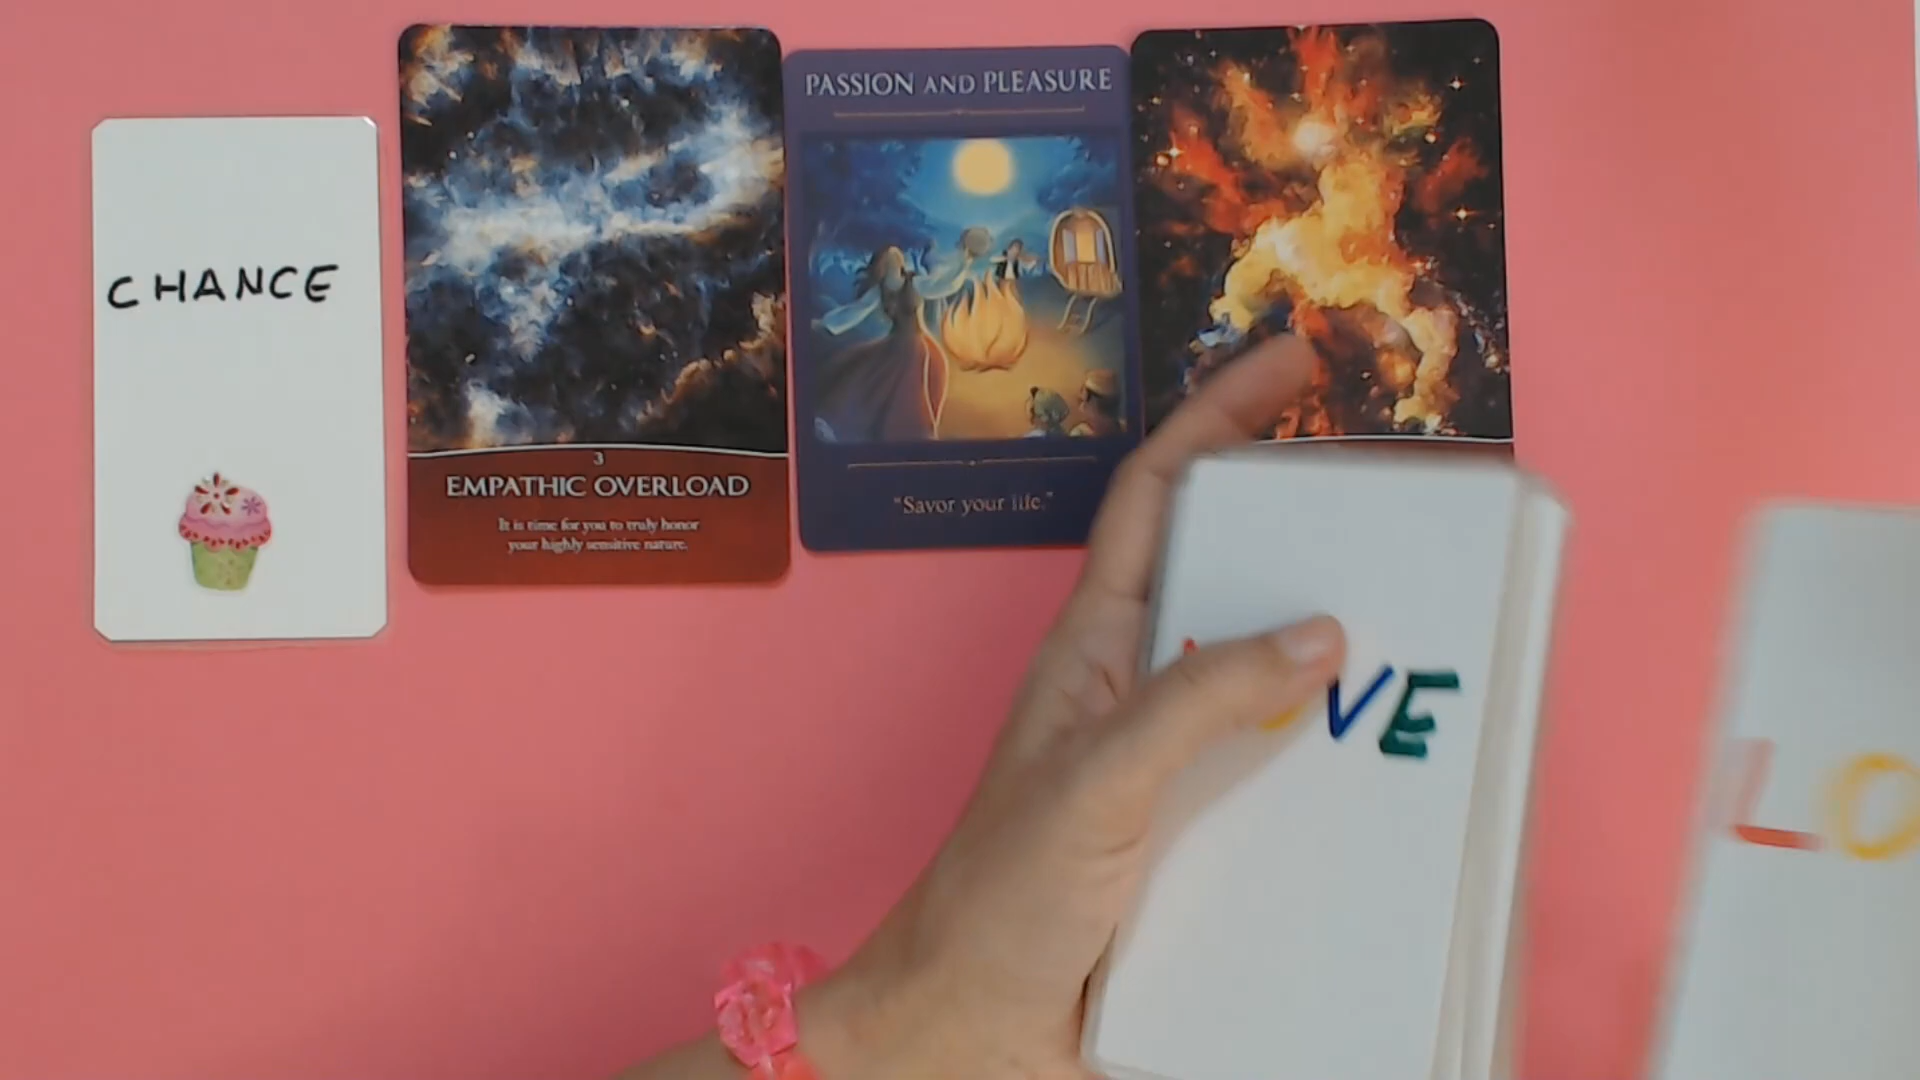 CHANCE
3
EMPATHIC OVERLOAD
It is time for you to truly honor
your highly sensitive nature.
PASSION AND PLEASURE
"Savor your life."
VE
LO